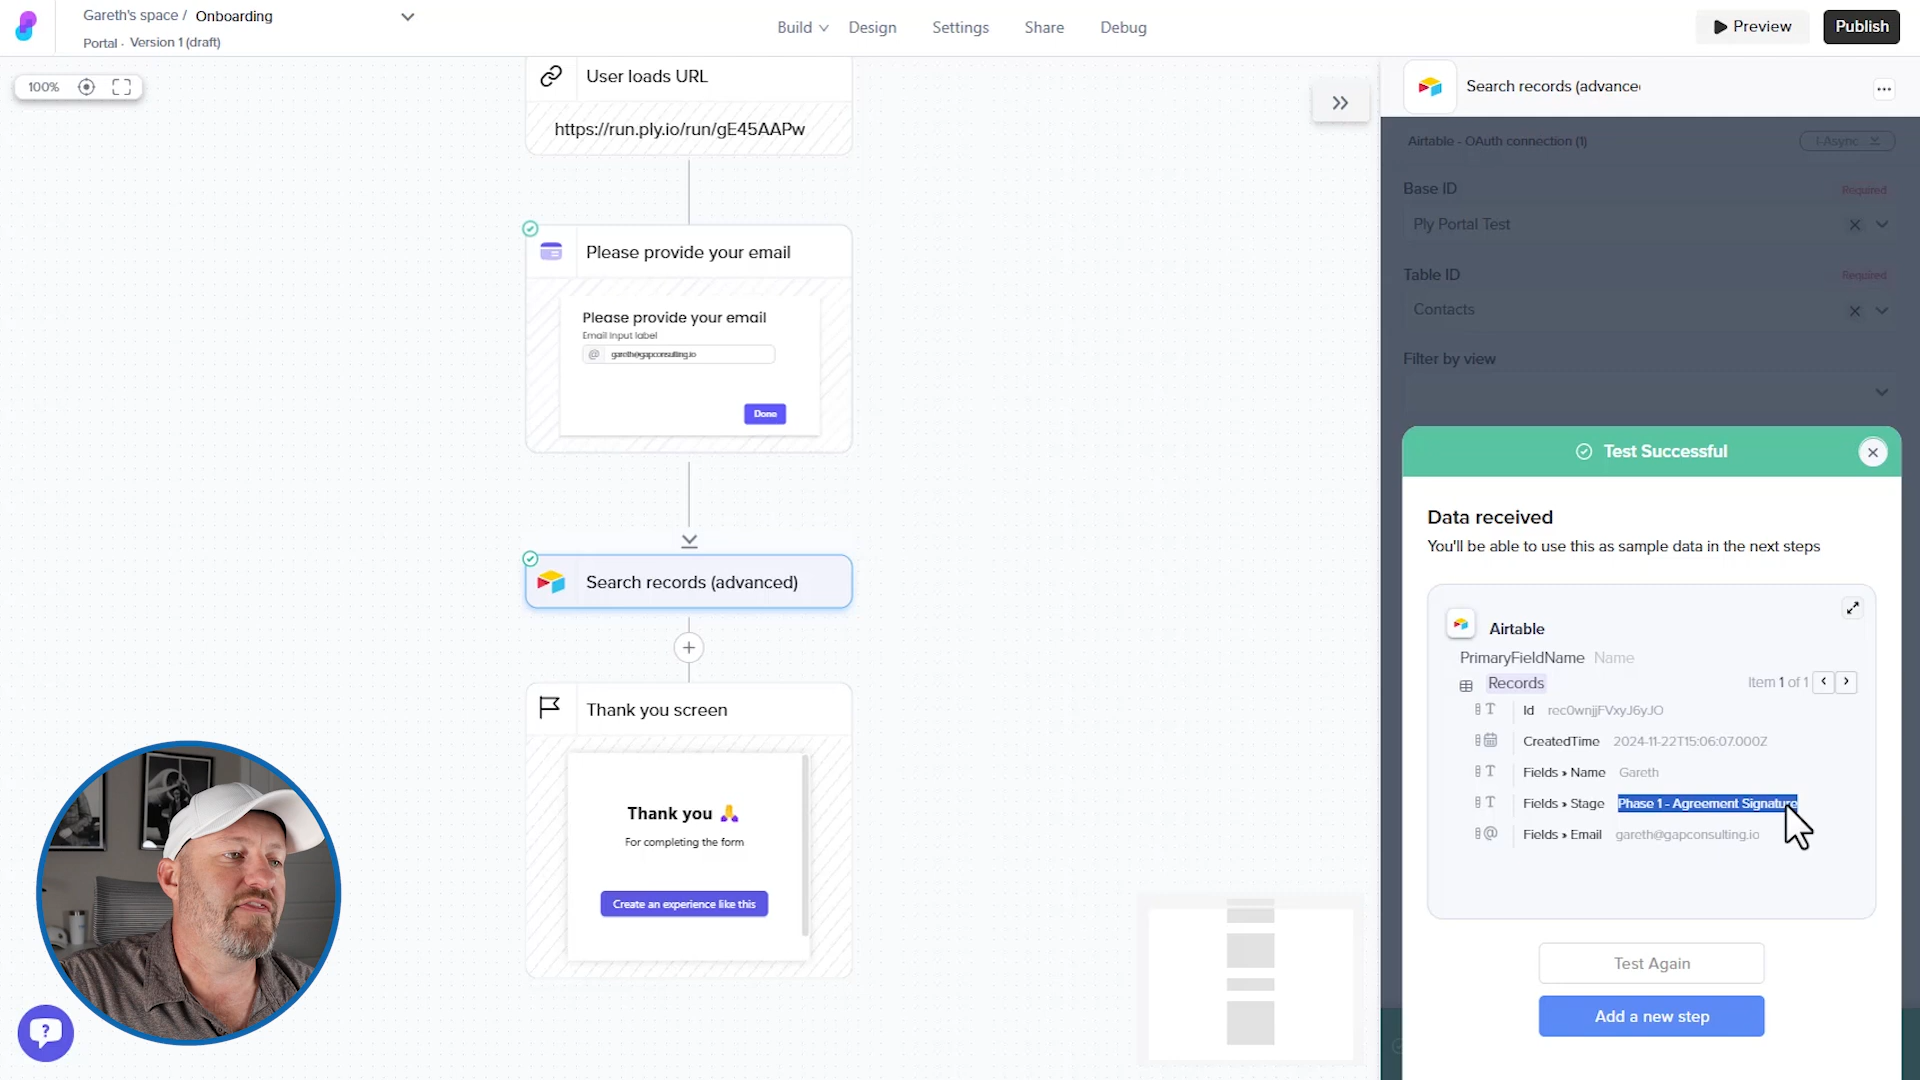 Gareth's space / Onboarding
Portal · Version 1 (draft)
Build
Design
Settings
Share
Debug
Preview
Publish
100%
User loads URL
https://run.ply.io/run/gE45AAPw
Please provide your email
Please provide your email
Email input label
@ gareth@gapconsulting.io
Done
Search records (advanced)
Thank you screen
Thank you 🙏
For completing the form
Create an experience like this
Search records (advance
Airtable - OAuth connection (1)
Async
Base ID
Required
Ply Portal Test
Table ID
Required
Contacts
Filter by view
Test Successful
Data received
You'll be able to use this as sample data in the next steps
Airtable
PrimaryFieldName Name
Records
Item 1 of 1
Id rec0wnjjFVxyJ6yJO
CreatedTime 2024-11-22T15:06:07.000Z
Fields » Name Gareth
Fields » Stage Phase 1 - Agreement Signature
Fields » Email gareth@gapconsulting.io
Test Again
Add a new step